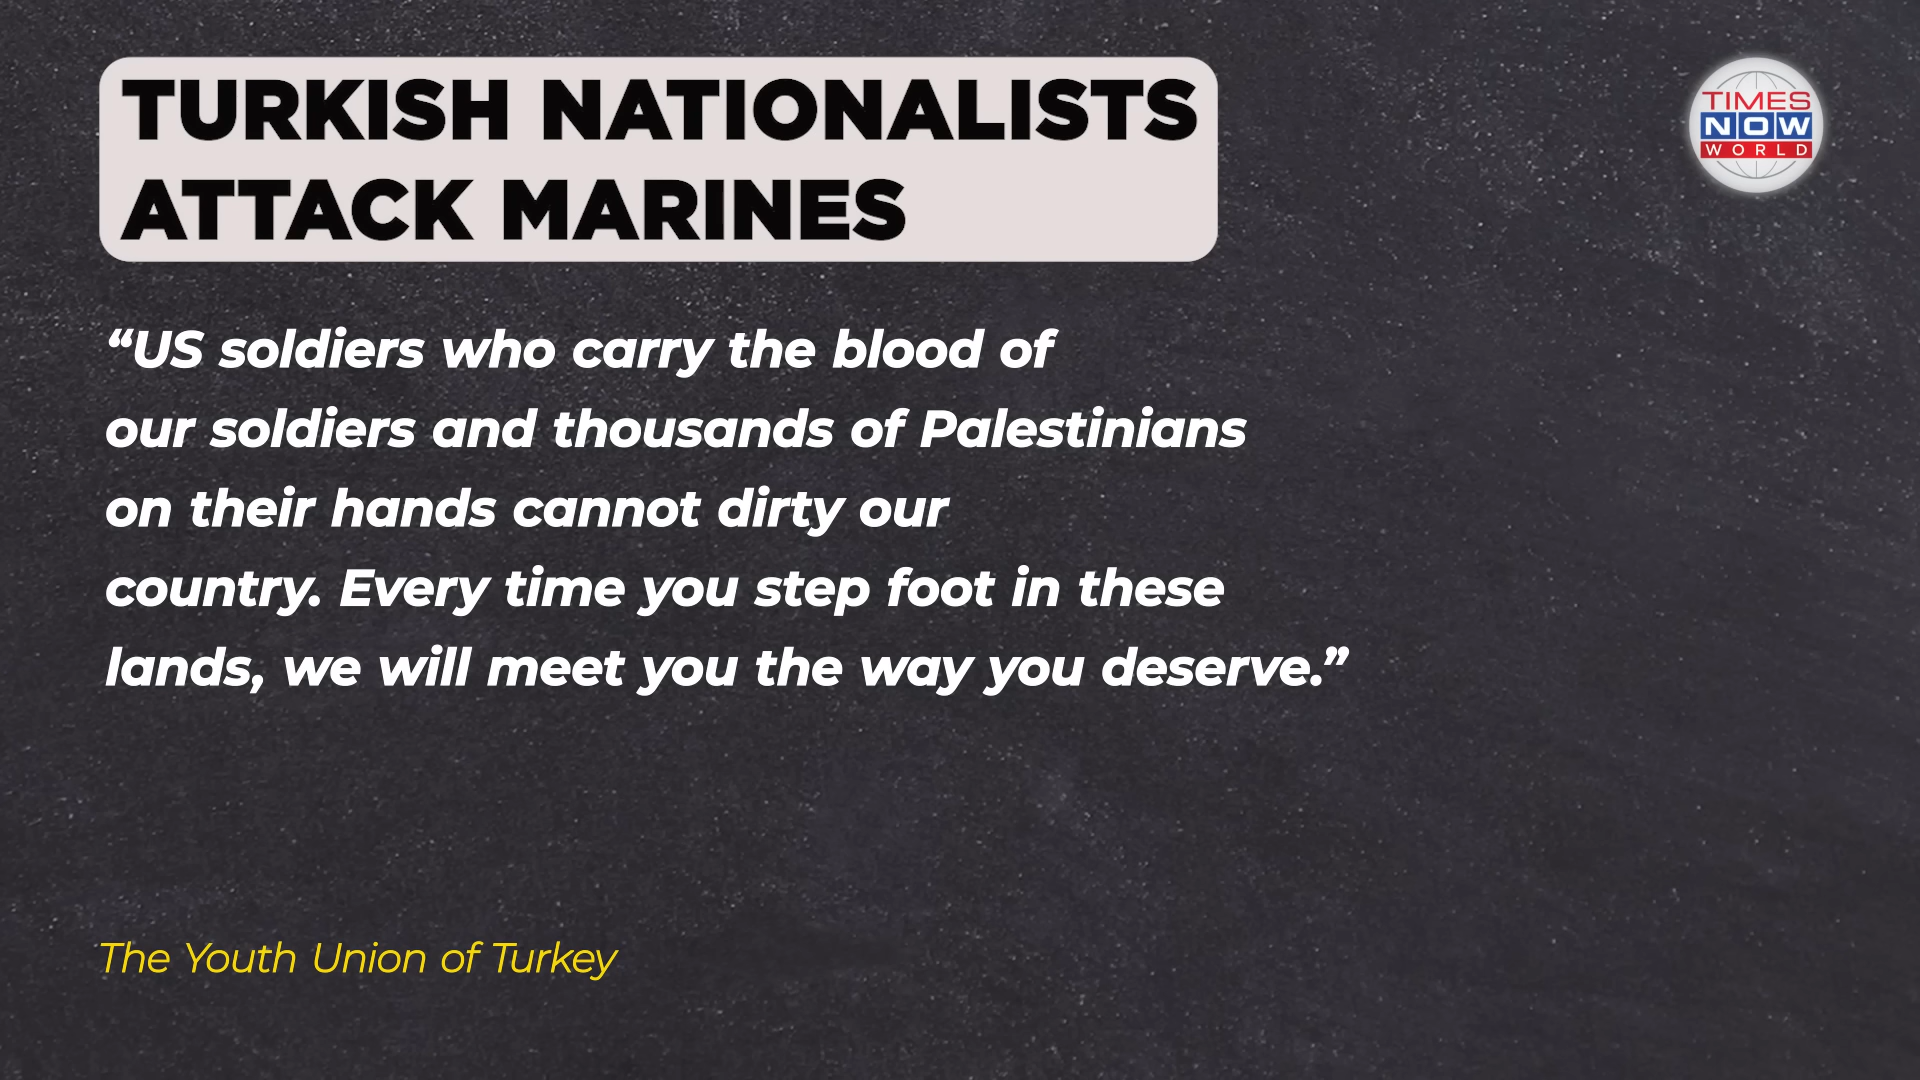 TURKISH NATIONALISTS
ATTACK MARINES
TIMES
NOW
WORLD
“US soldiers who carry the blood of
our soldiers and thousands of Palestinians
on their hands cannot dirty our
country. Every time you step foot in these
lands, we will meet you the way you deserve.”
The Youth Union of Turkey